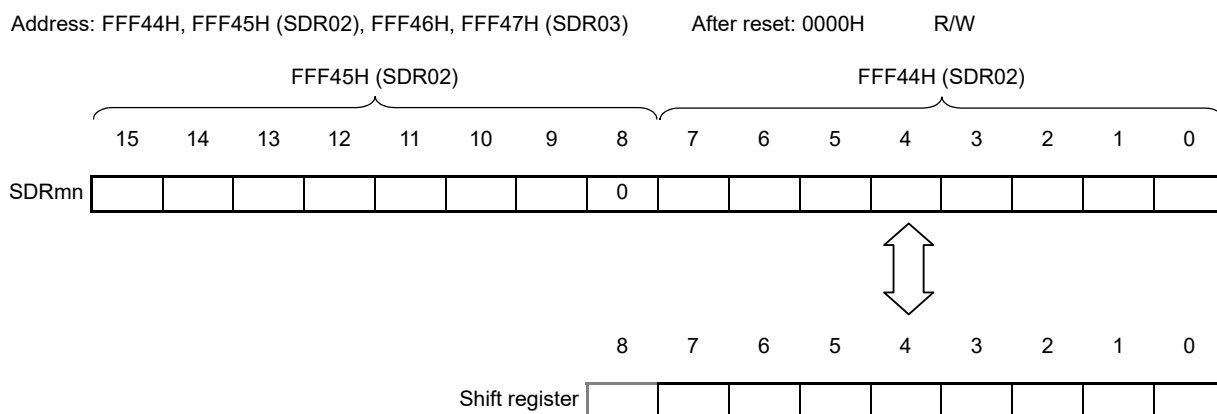 Address: FFF44H, FFF45H (SDR02), FFF46H, FFF47H (SDR03) After reset: 0000H R/W
FFF45H (SDR02) FFF44H (SDR02)
15 14 13 12 11 10 9 8 7 6 5 4 3 2 1 0
SDRmn 0
8 7 6 5 4 3 2 1 0
Shift register